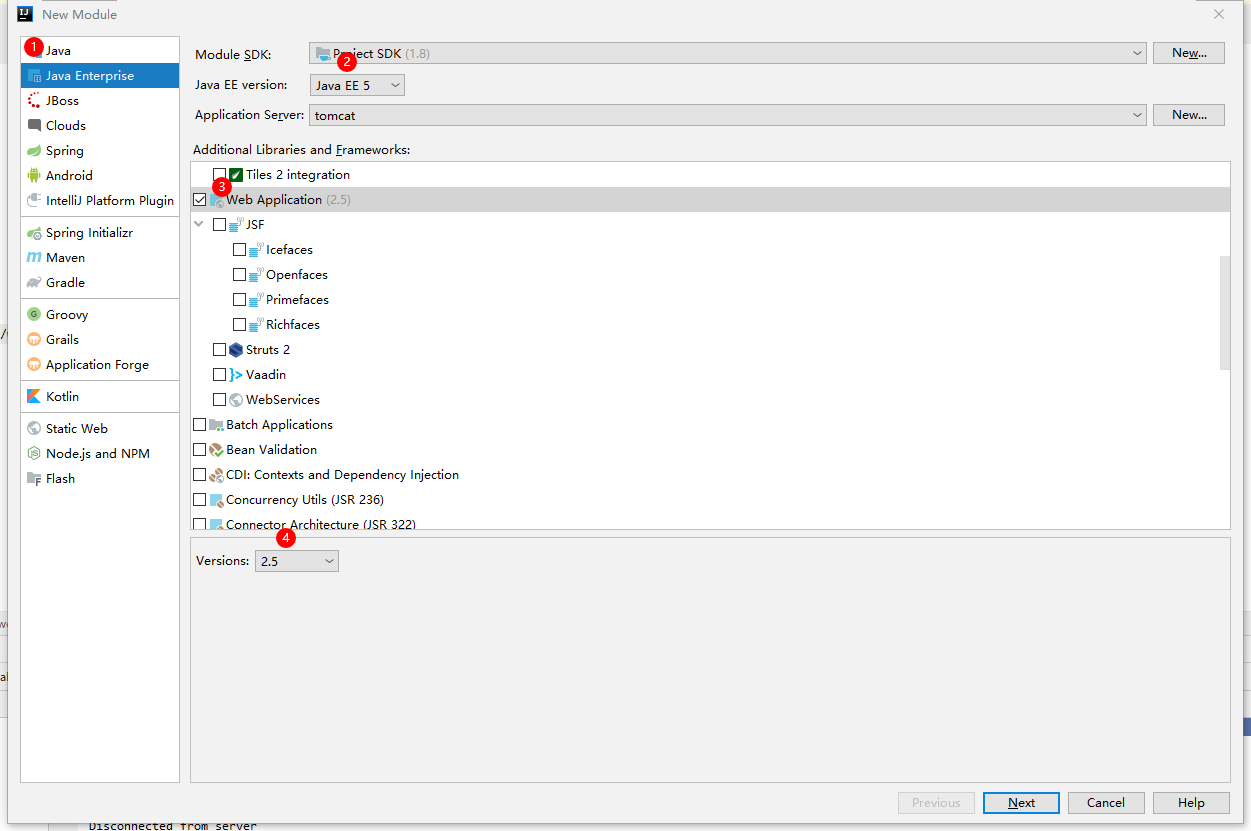 New Module
1 Java
Java Enterprise
JBoss
Clouds
Spring
Android
IntelliJ Platform Plugin
Spring Initializr
Maven
Gradle
Groovy
Grails
Application Forge
Kotlin
Static Web
Node.js and NPM
Flash
Module SDK: Project SDK (1.8) New...
2
Java EE version: Java EE 5
Application Server: tomcat New...
Additional Libraries and Frameworks:
Tiles 2 integration
3
Web Application (2.5)
JSF
Icefaces
Openfaces
Primefaces
Richfaces
Struts 2
Vaadin
WebServices
Batch Applications
Bean Validation
CDI: Contexts and Dependency Injection
Concurrency Utils (JSR 236)
Connector Architecture (JSR 322)
4
Versions: 2.5
Previous Next Cancel Help
Disconnected from server